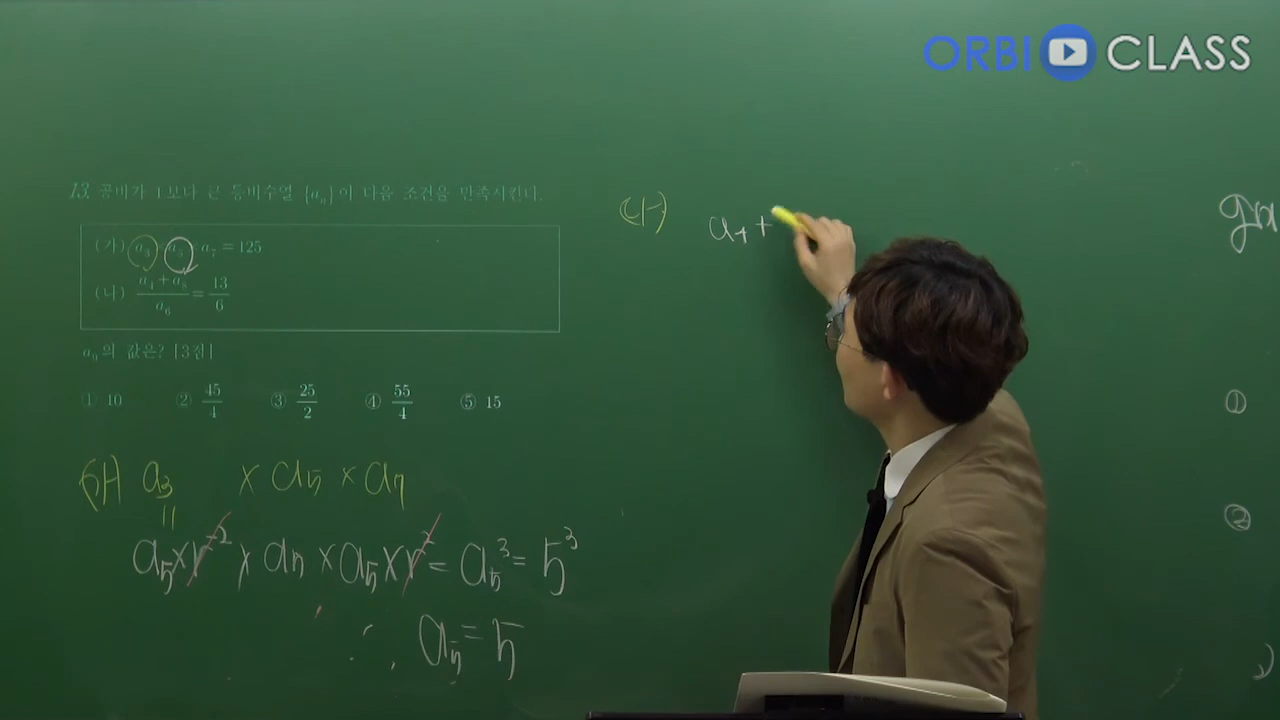 ORBI CLASS
13. 공비가 1보다 큰 등비수열 {aₙ}이 다음 조건을 만족시킨다.
(가) a₃ × a₅ × a₇ = 125
(나) (a₄+a₈)/a₆ = 13/6
a₉의 값은? [3점]
① 10 ② 45/4 ③ 25/2 ④ 55/4 ⑤ 15
(가) a₃ × a₅ × a₇
||
a₅×r⁻² × a₅ × a₅×r² = a₅³ = 5³
∴ a₅ = 5
(나) a₄ +
①
②